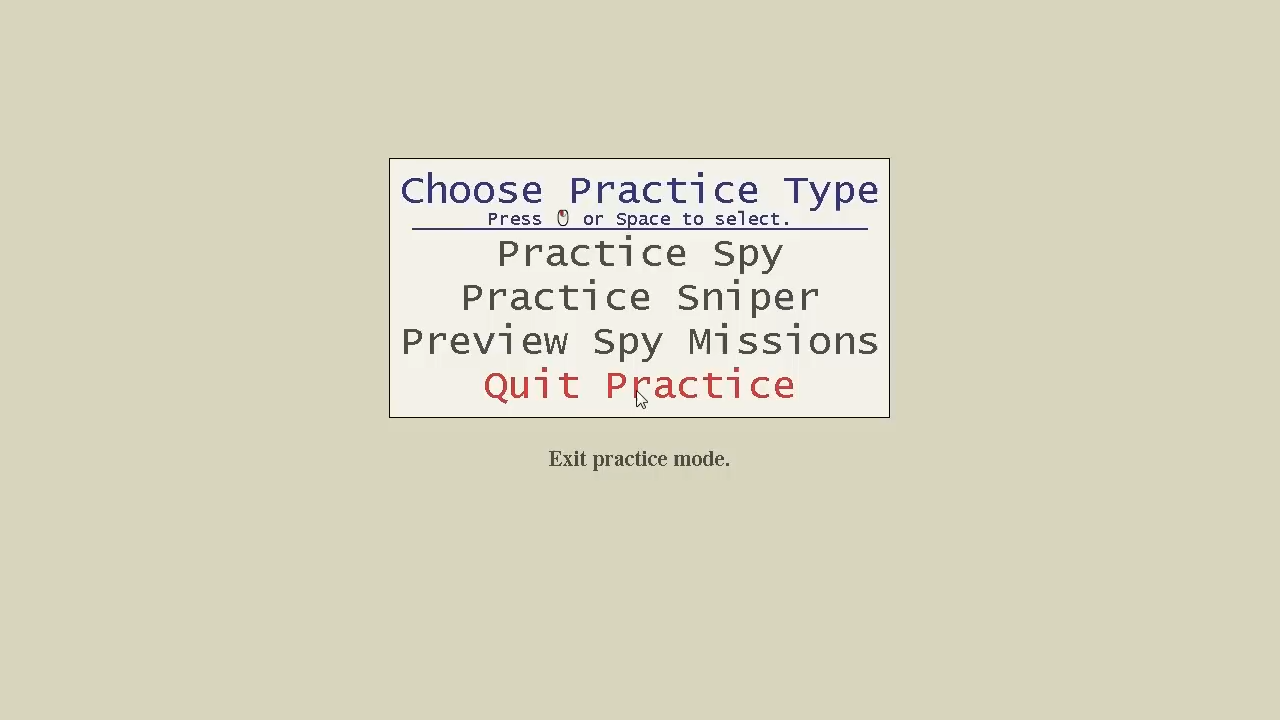 Choose Practice Type
Press or Space to select.
Practice Spy
Practice Sniper
Preview Spy Missions
Quit Practice
Exit practice mode.